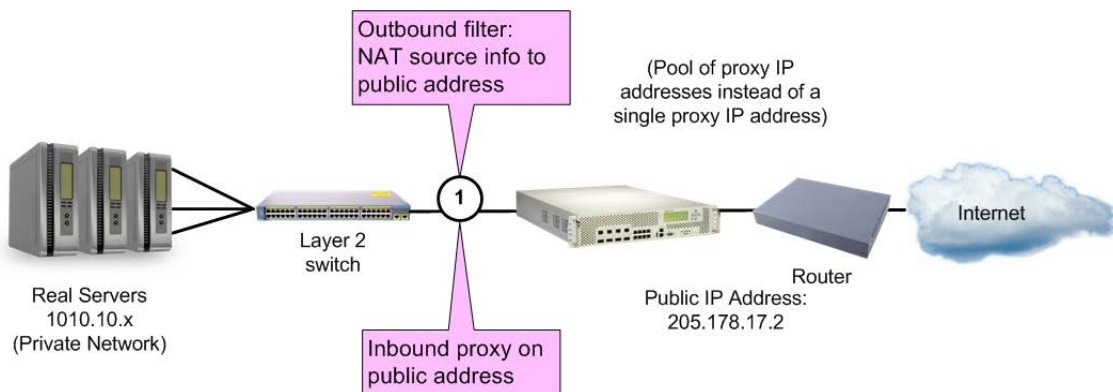 Outbound filter:
NAT source info to
public address
(Pool of proxy IP
addresses instead of a
single proxy IP address)
1
Internet
Layer 2
switch
Router
Real Servers
1010.10.x
(Private Network)
Public IP Address:
205.178.17.2
Inbound proxy on
public address